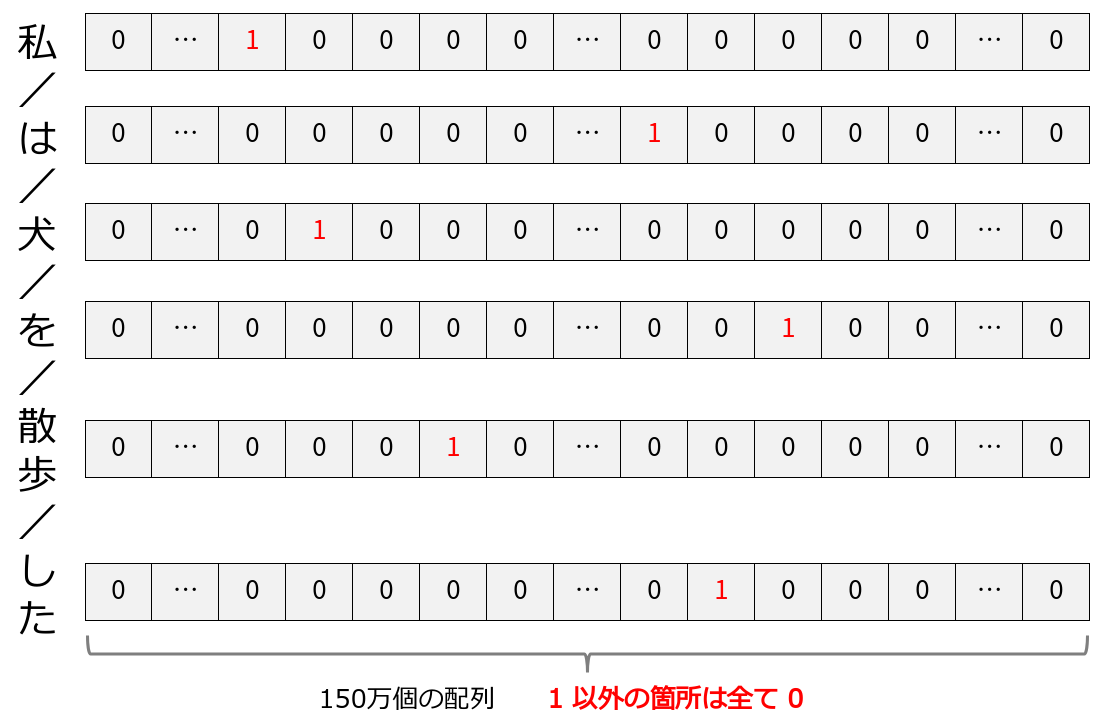 私／は／犬／を／散歩／した
0 … 1 0 0 0 0 … 0 0 0 0 0 … 0
0 … 0 0 0 0 0 … 1 0 0 0 0 … 0
0 … 0 1 0 0 0 … 0 0 0 0 0 … 0
0 … 0 0 0 0 0 … 0 0 1 0 0 … 0
0 … 0 0 0 1 0 … 0 0 0 0 0 … 0
0 … 0 0 0 0 0 … 0 1 0 0 0 … 0
150万個の配列 1 以外の箇所は全て 0